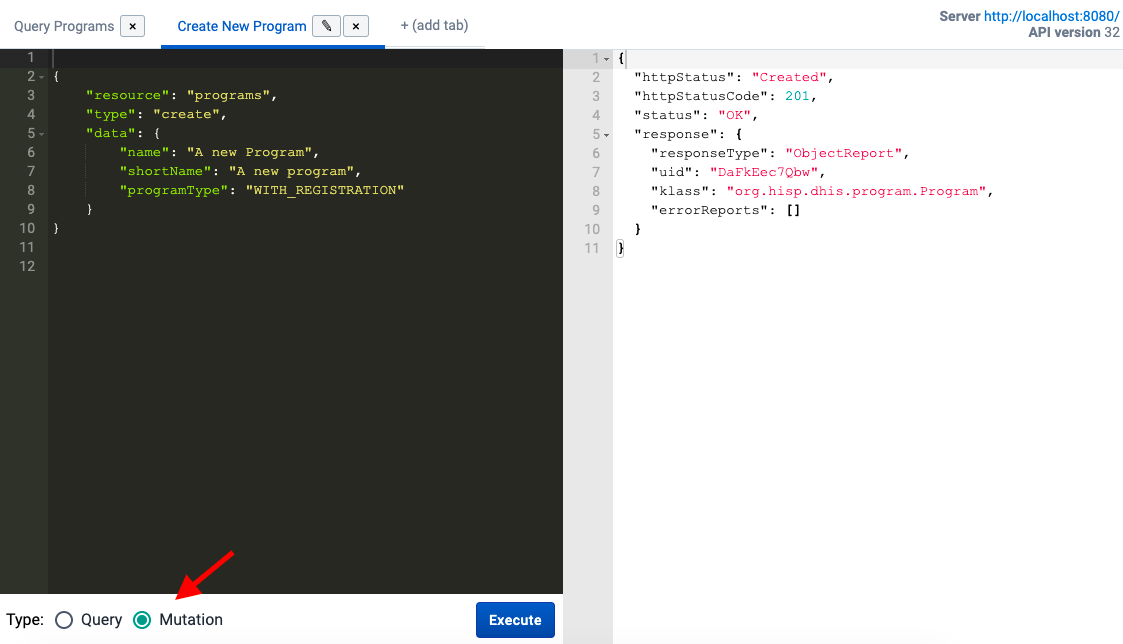 Query Programs ×
Create New Program ✎ ×
+ (add tab)
Server http://localhost:8080/
API version 32
1
2 {
3     "resource": "programs",
4     "type": "create",
5     "data": {
6         "name": "A new Program",
7         "shortName": "A new program",
8         "programType": "WITH_REGISTRATION"
9     }
10 }
11
12
1 {
2   "httpStatus": "Created",
3   "httpStatusCode": 201,
4   "status": "OK",
5   "response": {
6     "responseType": "ObjectReport",
7     "uid": "DaFkEec7Qbw",
8     "klass": "org.hisp.dhis.program.Program",
9     "errorReports": []
10   }
11 }
Type: Query Mutation
Execute